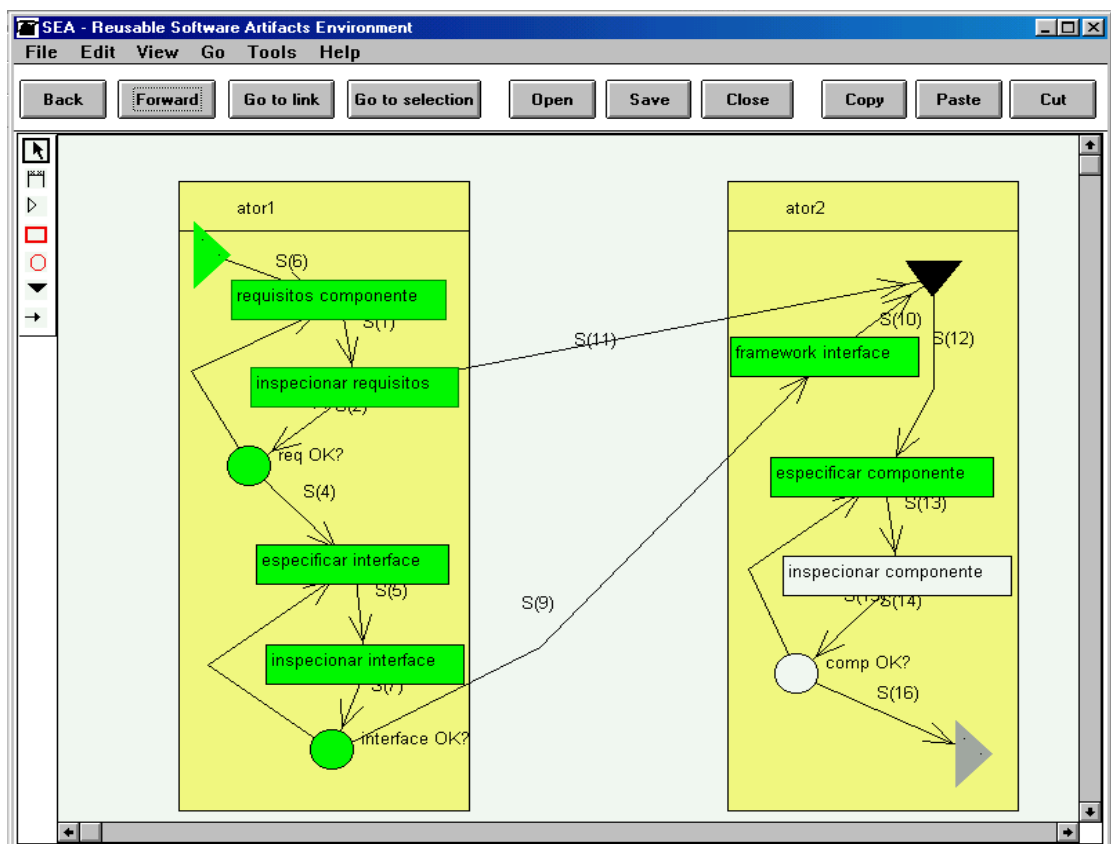 SEA - Reusable Software Artifacts Environment
File Edit View Go Tools Help
Back Forward Go to link Go to selection Open Save Close Copy Paste Cut
ator1
ator2
S(6)
requisitos componente
S(1)
S(11)
S(10)
S(12)
framework interface
inspecionar requisitos
S(2)
req OK?
S(4)
especificar componente
S(13)
especificar interface
S(5)
inspecionar componente
S(9)
S(15)
S(14)
inspecionar interface
S(7)
comp OK?
S(16)
interface OK?